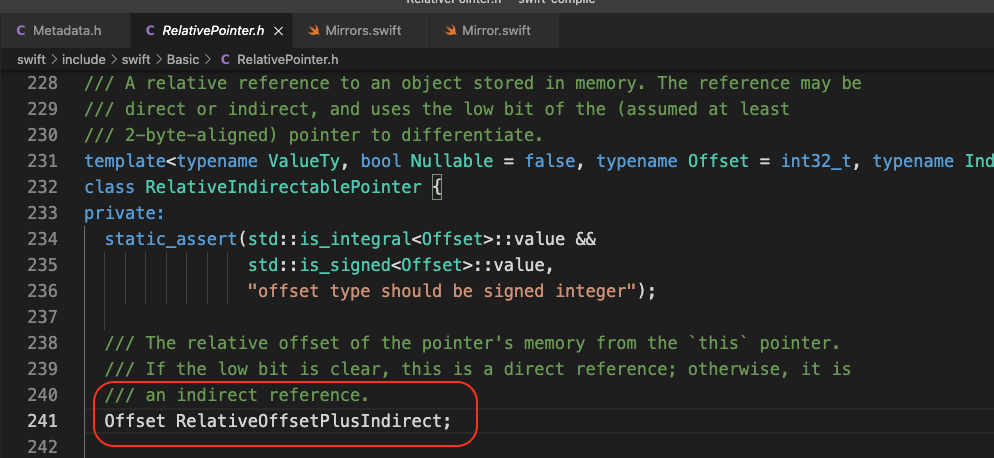 RelativePointer.h — swift-compile
Metadata.h
RelativePointer.h
Mirrors.swift
Mirror.swift
swift > include > swift > Basic > C RelativePointer.h
228 /// A relative reference to an object stored in memory. The reference may be
229 /// direct or indirect, and uses the low bit of the (assumed at least
230 /// 2-byte-aligned) pointer to differentiate.
231 template<typename ValueTy, bool Nullable = false, typename Offset = int32_t, typename Ind
232 class RelativeIndirectablePointer {
233 private:
234 static_assert(std::is_integral<Offset>::value &&
235 std::is_signed<Offset>::value,
236 "offset type should be signed integer");
237
238 /// The relative offset of the pointer's memory from the `this` pointer.
239 /// If the low bit is clear, this is a direct reference; otherwise, it is
240 /// an indirect reference.
241 Offset RelativeOffsetPlusIndirect;
242